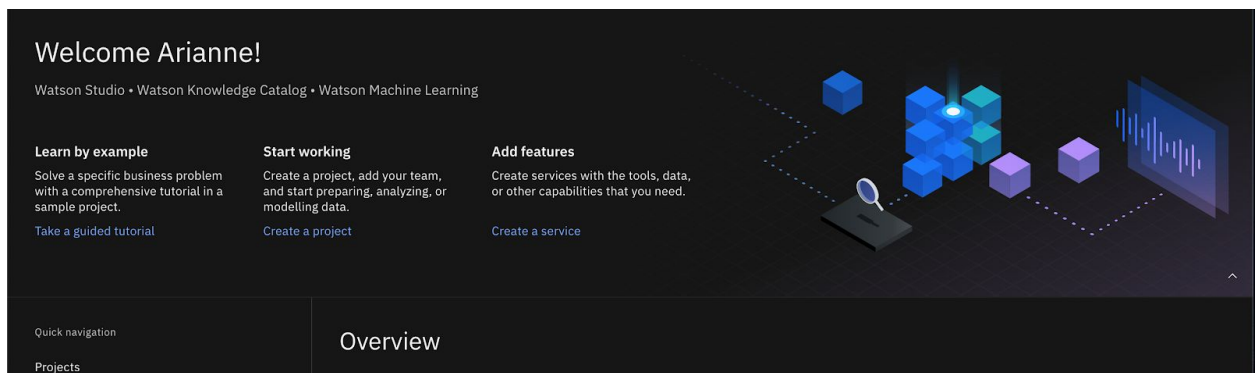 Welcome Arianne!
Watson Studio • Watson Knowledge Catalog • Watson Machine Learning
Learn by example
Solve a specific business problem
with a comprehensive tutorial in a
sample project.
Take a guided tutorial
Start working
Create a project, add your team,
and start preparing, analyzing, or
modelling data.
Create a project
Add features
Create services with the tools, data,
or other capabilities that you need.
Create a service
Quick navigation
Projects
Overview